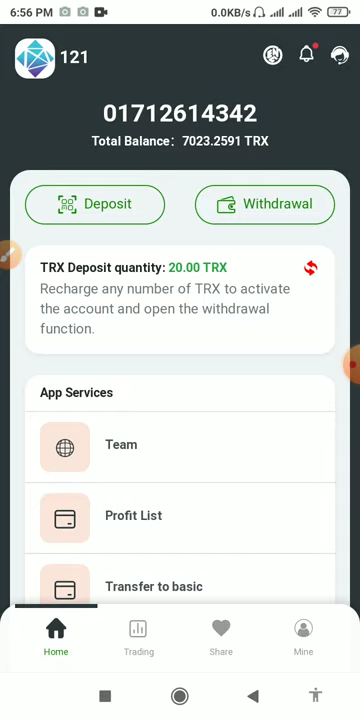 6:56 PM
0.0KB/s
77
121
01712614342
Total Balance: 7023.2591 TRX
Deposit
Withdrawal
TRX Deposit quantity: 20.00 TRX
Recharge any number of TRX to activate
the account and open the withdrawal
function.
App Services
Team
Profit List
Transfer to basic
Home
Trading
Share
Mine